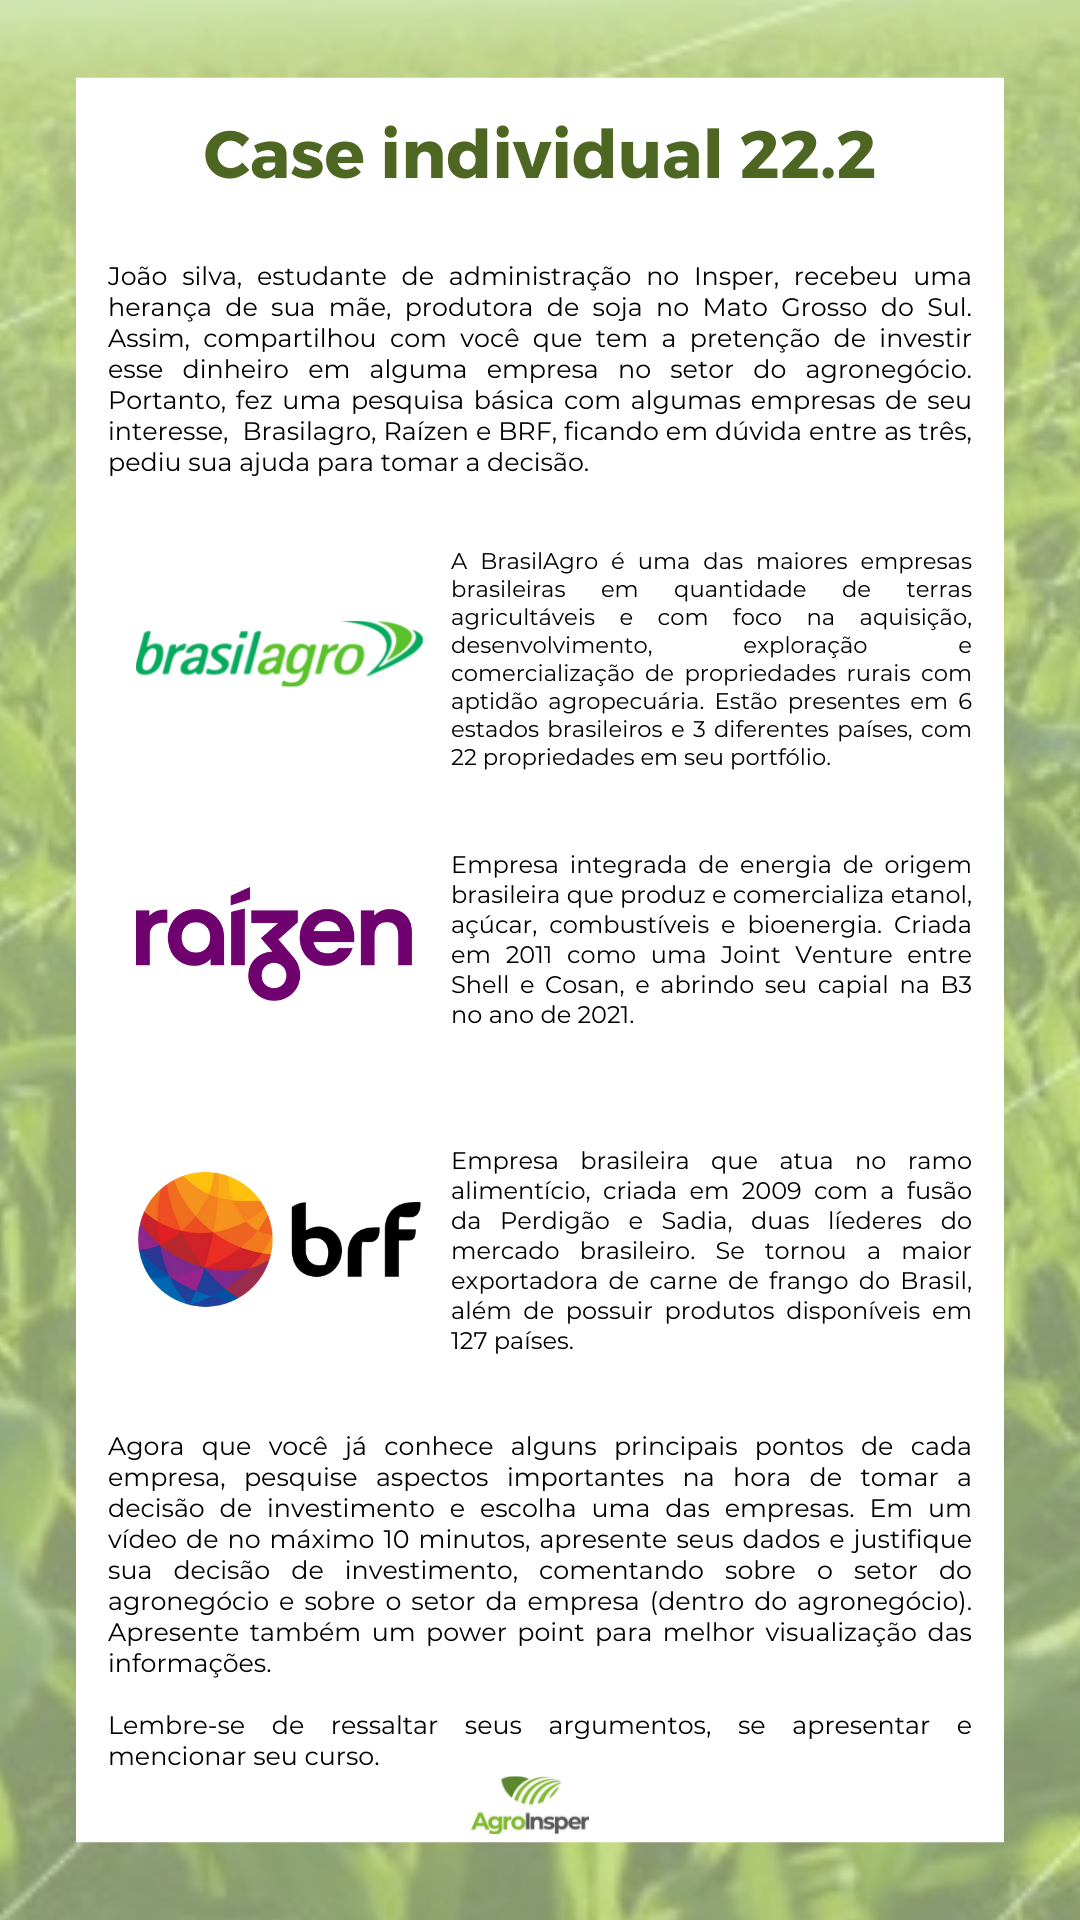 Case individual 22.2
João silva, estudante de administração no Insper, recebeu uma
herança de sua mãe, produtora de soja no Mato Grosso do Sul.
Assim, compartilhou com você que tem a pretenção de investir
esse dinheiro em alguma empresa no setor do agronegócio.
Portanto, fez uma pesquisa básica com algumas empresas de seu
interesse, Brasilagro, Raízen e BRF, ficando em dúvida entre as três,
pediu sua ajuda para tomar a decisão.
brasilagro
A BrasilAgro é uma das maiores empresas
brasileiras em quantidade de terras
agricultáveis e com foco na aquisição,
desenvolvimento, exploração e
comercialização de propriedades rurais com
aptidão agropecuária. Estão presentes em 6
estados brasileiros e 3 diferentes países, com
22 propriedades em seu portfólio.
raízen
Empresa integrada de energia de origem
brasileira que produz e comercializa etanol,
açúcar, combustíveis e bioenergia. Criada
em 2011 como uma Joint Venture entre
Shell e Cosan, e abrindo seu capial na B3
no ano de 2021.
brf
Empresa brasileira que atua no ramo
alimentício, criada em 2009 com a fusão
da Perdigão e Sadia, duas líederes do
mercado brasileiro. Se tornou a maior
exportadora de carne de frango do Brasil,
além de possuir produtos disponíveis em
127 países.
Agora que você já conhece alguns principais pontos de cada
empresa, pesquise aspectos importantes na hora de tomar a
decisão de investimento e escolha uma das empresas. Em um
vídeo de no máximo 10 minutos, apresente seus dados e justifique
sua decisão de investimento, comentando sobre o setor do
agronegócio e sobre o setor da empresa (dentro do agronegócio).
Apresente também um power point para melhor visualização das
informações.
Lembre-se de ressaltar seus argumentos, se apresentar e
mencionar seu curso.
AgroInsper